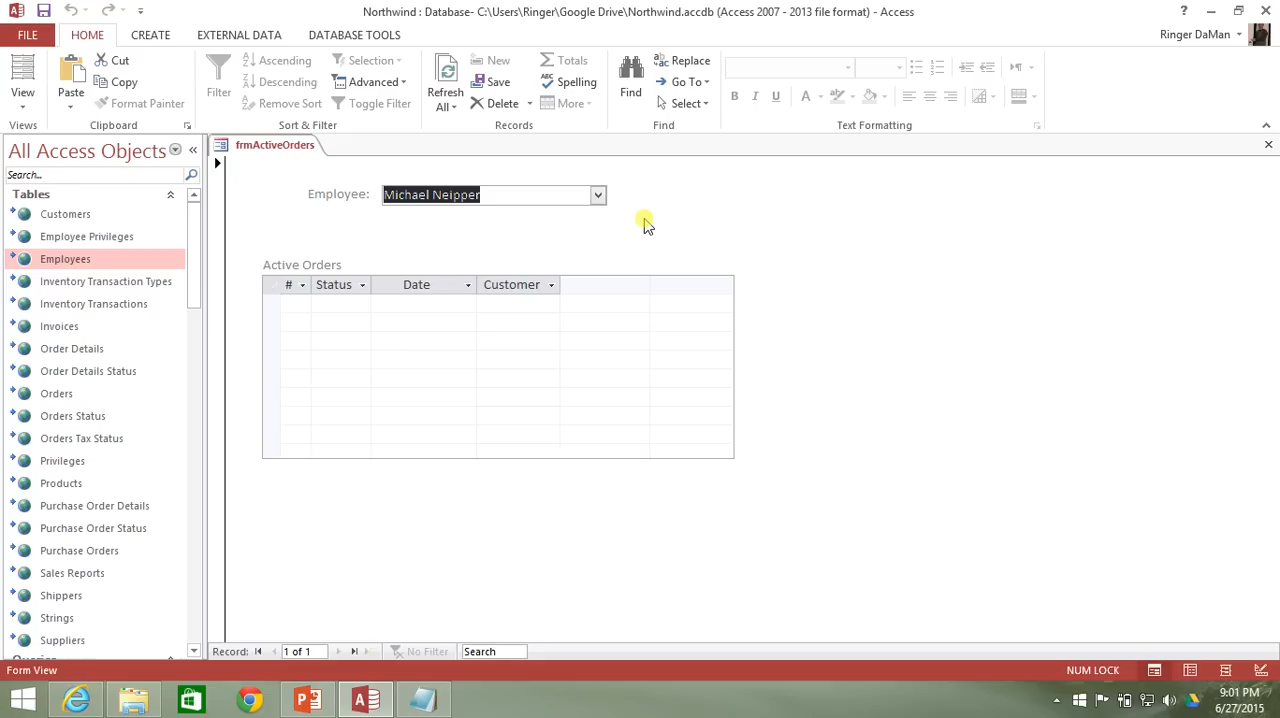 Northwind : Database- C:\Users\Ringer\Google Drive\Northwind.accdb (Access 2007 - 2013 file format) - Access
FILE HOME CREATE EXTERNAL DATA DATABASE TOOLS Ringer DaMan
View
Views
Paste
Cut
Copy
Format Painter
Clipboard
Filter
Ascending
Descending
Remove Sort
Selection
Advanced
Toggle Filter
Sort & Filter
Refresh
All
New
Save
Delete
Totals
Spelling
More
Records
Find
Replace
Go To
Select
Find
B I U A
Text Formatting
All Access Objects
Search...
Tables
Customers
Employee Privileges
Employees
Inventory Transaction Types
Inventory Transactions
Invoices
Order Details
Order Details Status
Orders
Orders Status
Orders Tax Status
Privileges
Products
Purchase Order Details
Purchase Order Status
Purchase Orders
Sales Reports
Shippers
Strings
Suppliers
frmActiveOrders
Employee: Michael Neipper
Active Orders
# Status Date Customer
Record: 1 of 1 No Filter Search
Form View NUM LOCK
9:01 PM
6/27/2015